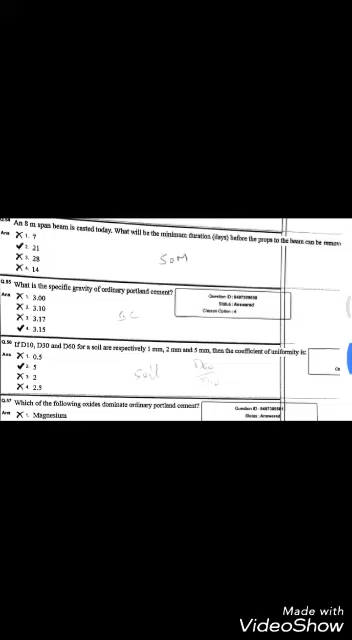 An 8 m span beam is casted today. What will be the minimum duration (days) before the props to the beam can be remov
Ans ✗ 1. 7
✓ 2. 21
✗ 3. 28
✗ 4. 14
SOM
Q.55 What is the specific gravity of ordinary portland cement?
Ans ✗ 1. 3.00
✗ 2. 3.10
✗ 3. 3.17
✓ 4. 3.15
Status : Answered
Chosen Option : 4
Q.56 If D10, D30 and D60 for a soil are respectively 1 mm, 2 mm and 5 mm, then the coefficient of uniformity is:
Ans ✗ 1. 0.5
✓ 2. 5
✗ 3. 2
✗ 4. 2.5
Soil
D60
Q.57 Which of the following oxides dominate ordinary portland cement?
Ans ✗ 1. Magnesium
Status : Answered
Made with
VideoShow